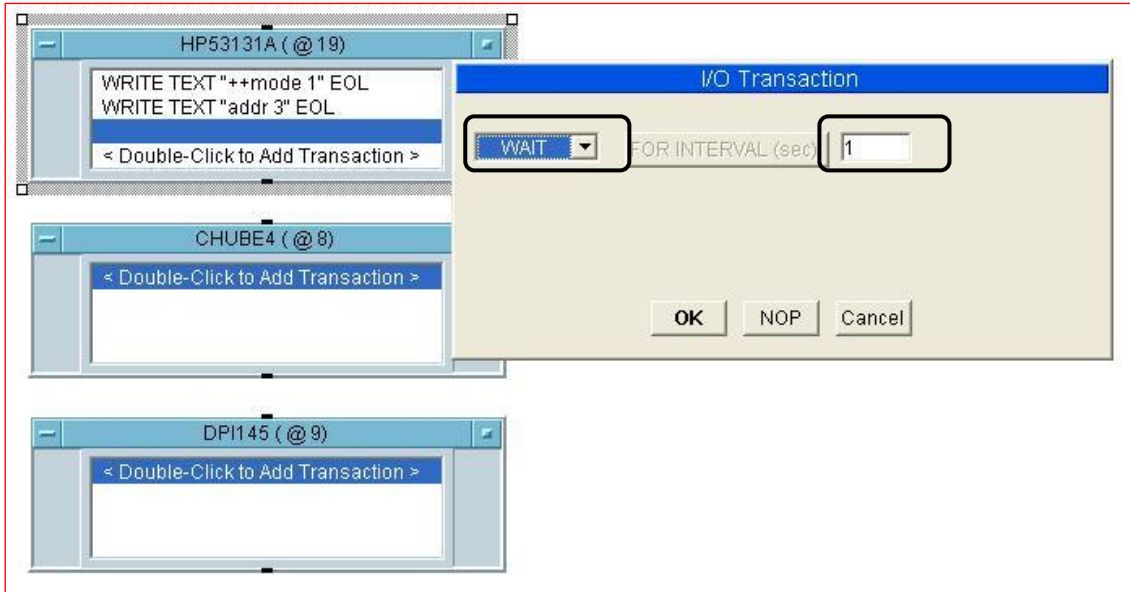 HP53131A ( @ 19)
WRITE TEXT "++mode 1" EOL
WRITE TEXT "addr 3" EOL
< Double-Click to Add Transaction >
I/O Transaction
WAIT FOR INTERVAL (sec) 1
OK NOP Cancel
CHUBE4 ( @ 8)
< Double-Click to Add Transaction >
DPI145 ( @ 9)
< Double-Click to Add Transaction >